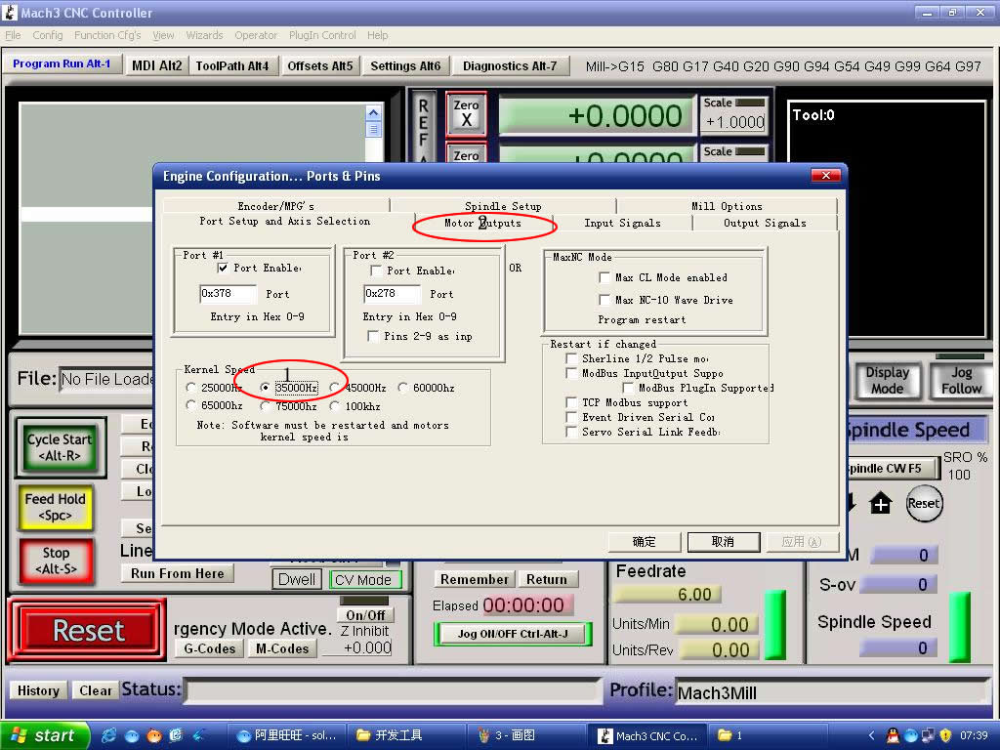 Mach3 CNC Controller
File Config Function Cfg's View Wizards Operator PlugIn Control Help
Program Run Alt-1 MDI Alt2 ToolPath Alt4 Offsets Alt5 Settings Alt6 Diagnostics Alt-7 Mill->G15 G80 G17 G40 G20 G90 G94 G54 G49 G99 G64 G97
REF
Zero X
+0.0000
Scale
+1.0000
Tool:0
Zero
+0.0000
Scale
Engine Configuration... Ports & Pins
Encoder/MPG's Spindle Setup Mill Options
Port Setup and Axis Selection Motor Outputs Input Signals Output Signals
2
Port #1
Port Enable
0x378 Port
Entry in Hex 0-9
Port #2
Port Enable
0x278 Port
Entry in Hex 0-9
Pins 2-9 as inp
OR
MaxNC Mode
Max CL Mode enabled
Max NC-10 Wave Drive
Program restart
Kernel Speed
1
25000Hz 35000Hz 45000Hz 60000hz
65000hz 75000hz 100khz
Note: Software must be restarted and motors
kernel speed is
Restart if changed
Sherline 1/2 Pulse mo
ModBus InputOutput Suppo
ModBus PlugIn Supported
TCP Modbus support
Event Driven Serial Co
Servo Serial Link Feedb
确定 取消 应用(A)
File: No File Loade
Display
Mode
Jog
Follow
Cycle Start
<Alt-R>
Feed Hold
<Spc>
Stop
<Alt-S>
Ed
Re
Clo
Lo
Se
Line
Run From Here
Dwell
CV Mode
Reset
rgency Mode Active.
G-Codes M-Codes
On/Off
Z Inhibit
+0.000
Remember Return
Elapsed 00:00:00
Jog ON/OFF Ctrl-Alt-J
Feedrate
6.00
Units/Min 0.00
Units/Rev 0.00
Spindle Speed
Spindle CW F5
SRO %
100
Reset
M 0
S-ov 0
Spindle Speed
0
History Clear Status: Profile: Mach3Mill
start 阿里旺旺 - sol... 开发工具 3 - 画图 Mach3 CNC Co... 1 07:39